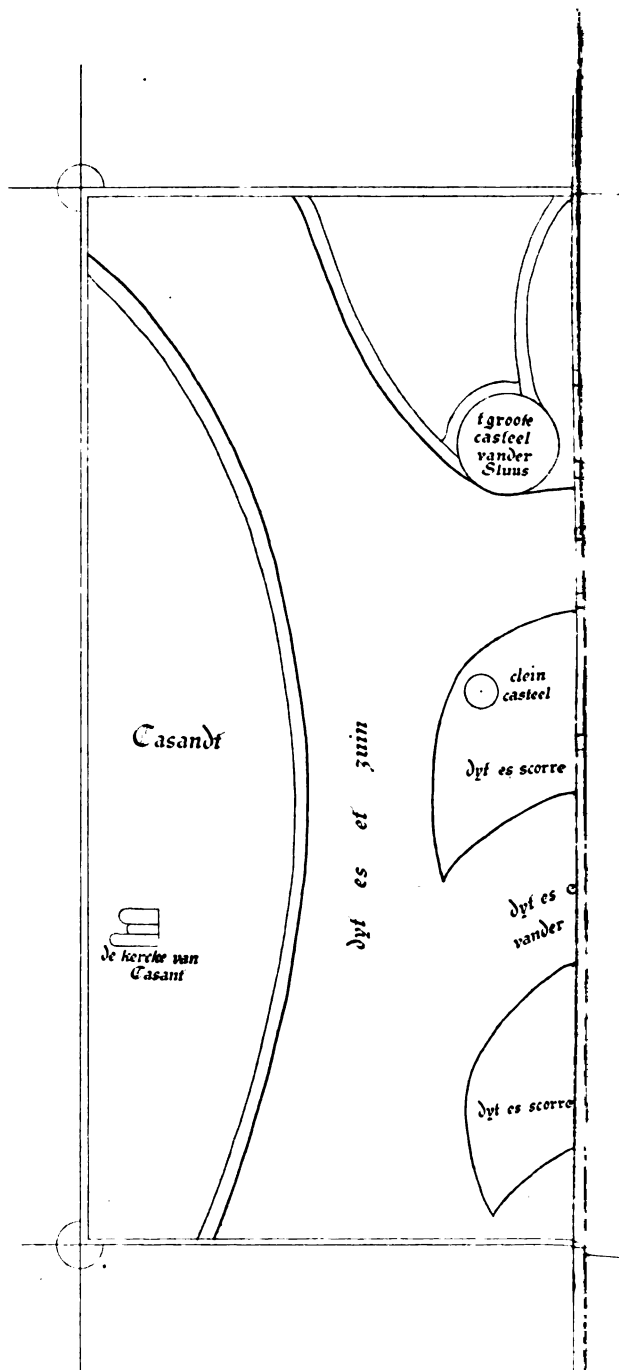 t groote
casteel
vander
Sluus
clein
casteel
dyt es scorre
Casandt
dyt es et zuin
dyt es
vander
de kercke van
Casant
dyt es scorre